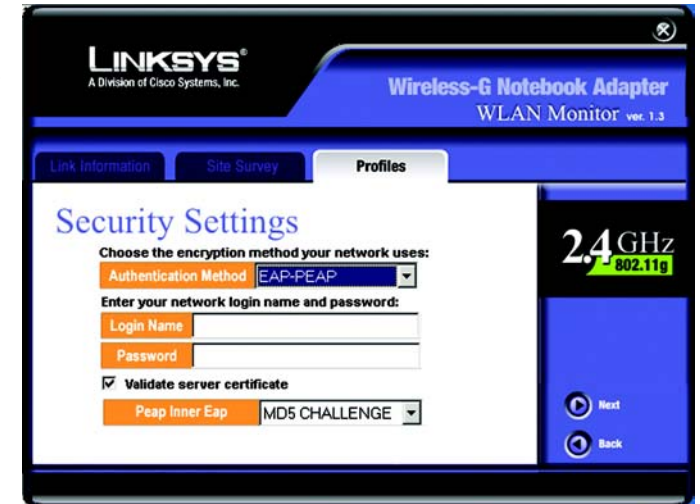 LINKSYS®
A Division of Cisco Systems, Inc.
Wireless-G Notebook Adapter
WLAN Monitor ver. 1.3
Link Information Site Survey Profiles
Security Settings
Choose the encryption method your network uses:
Authentication Method EAP-PEAP
Enter your network login name and password:
Login Name
Password
Validate server certificate
Peap Inner Eap MD5 CHALLENGE
2.4 GHz
802.11g
Next
Back